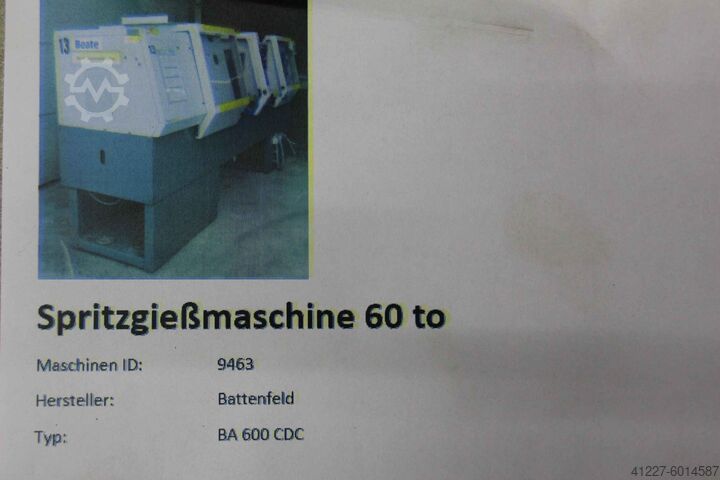 13 Beate
Spritzgießmaschine 60 to
Maschinen ID: 9463
Hersteller: Battenfeld
Typ: BA 600 CDC
41227-6014587